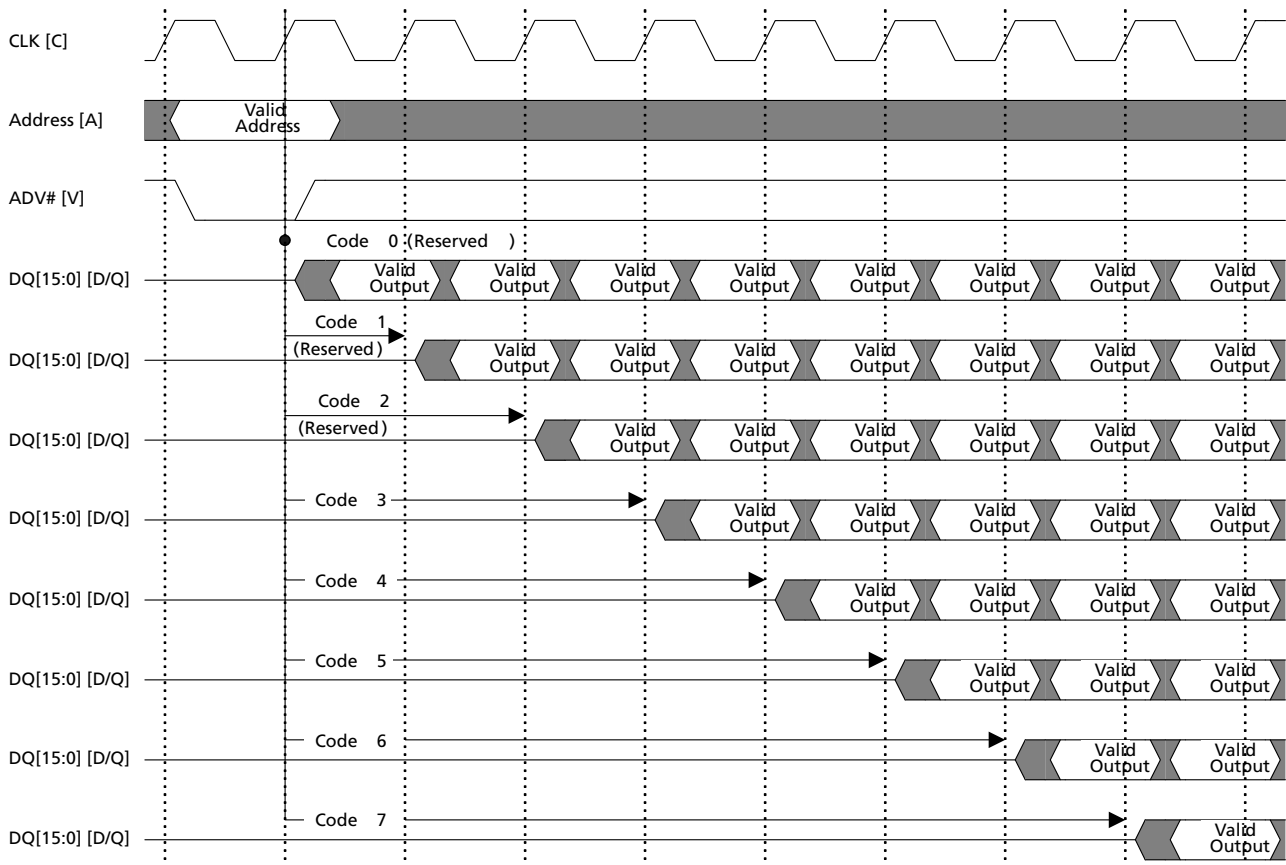 CLK [C]
Address [A]
Valid
Address
ADV# [V]
Code 0 (Reserved )
DQ[15:0] [D/Q]
Valid Valid Valid Valid Valid Valid Valid Valid
Output Output Output Output Output Output Output Output
Code 1
(Reserved)
DQ[15:0] [D/Q]
Valid Valid Valid Valid Valid Valid Valid
Output Output Output Output Output Output Output
Code 2
(Reserved)
DQ[15:0] [D/Q]
Valid Valid Valid Valid Valid Valid
Output Output Output Output Output Output
Code 3
DQ[15:0] [D/Q]
Valid Valid Valid Valid Valid
Output Output Output Output Output
Code 4
DQ[15:0] [D/Q]
Valid Valid Valid Valid
Output Output Output Output
Code 5
DQ[15:0] [D/Q]
Valid Valid Valid
Output Output Output
Code 6
DQ[15:0] [D/Q]
Valid Valid
Output Output
Code 7
DQ[15:0] [D/Q]
Valid
Output